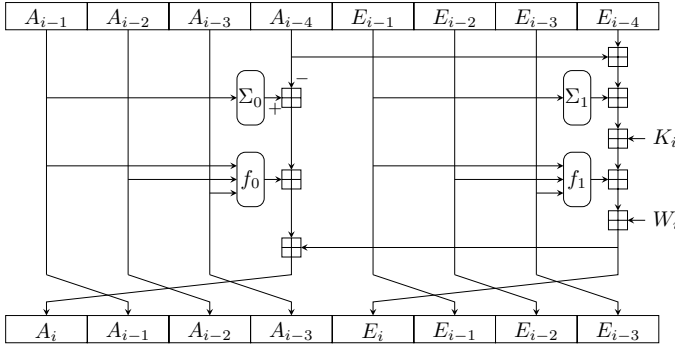 A_{i−1} A_{i−2} A_{i−3} A_{i−4} E_{i−1} E_{i−2} E_{i−3} E_{i−4}
−
Σ_0 + Σ_1
K_i
f_0 f_1
W_i
A_i A_{i−1} A_{i−2} A_{i−3} E_i E_{i−1} E_{i−2} E_{i−3}